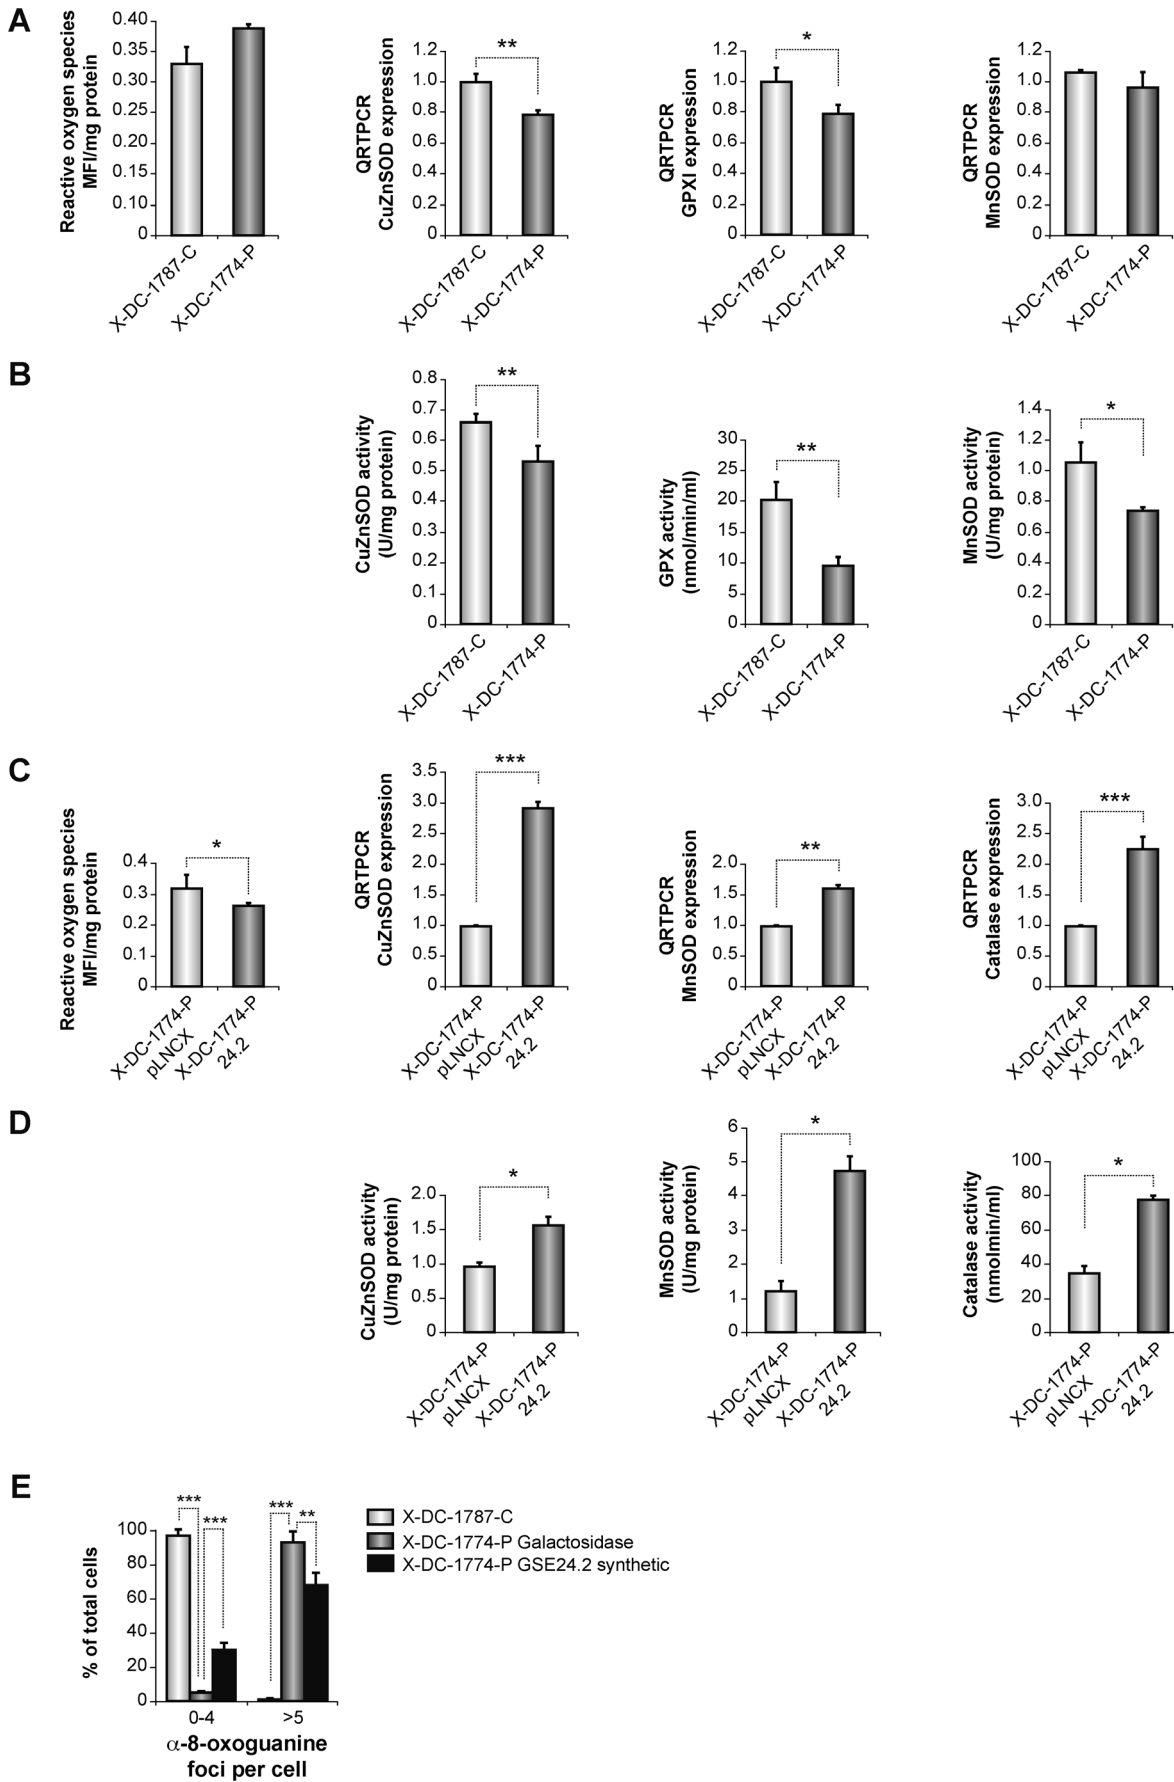 A
Reactive oxygen species
MFI/mg protein
0.40
0.35
0.30
0.25
0.20
0.15
0.10
0
X-DC-1787-C
X-DC-1774-P
QRTPCR
CuZnSOD expression
1.2
1.0
0.8
0.6
0.4
0.2
0
**
X-DC-1787-C
X-DC-1774-P
QRTPCR
GPXI expression
1.2
1.0
0.8
0.6
0.4
0.2
0
*
X-DC-1787-C
X-DC-1774-P
QRTPCR
MnSOD expression
1.2
1.0
0.8
0.6
0.4
0.2
0
X-DC-1787-C
X-DC-1774-P
B
CuZnSOD activity
(U/mg protein)
0.8
0.7
0.6
0.5
0.4
0.3
0.2
0.1
0
**
X-DC-1787-C
X-DC-1774-P
GPX activity
(nmol/min/ml)
30
25
20
15
10
5
0
**
X-DC-1787-C
X-DC-1774-P
MnSOD activity
(U/mg protein)
1.4
1.2
1.0
0.8
0.6
0.4
0.2
0
*
X-DC-1787-C
X-DC-1774-P
C
Reactive oxygen species
MFI/mg protein
0.4
0.3
0.2
0.1
0
*
X-DC-1774-P
pLNCX
X-DC-1774-P
24.2
QRTPCR
CuZnSOD expression
3.5
3.0
2.5
2.0
1.5
1.0
0.5
0
***
X-DC-1774-P
pLNCX
X-DC-1774-P
24.2
QRTPCR
MnSOD expression
2.0
1.5
1.0
0.5
0
**
X-DC-1774-P
pLNCX
X-DC-1774-P
24.2
QRTPCR
Catalase expression
3.0
2.5
2.0
1.5
1.0
0.5
0
***
X-DC-1774-P
pLNCX
X-DC-1774-P
24.2
D
CuZnSOD activity
(U/mg protein)
2.0
1.5
1.0
0.5
0
*
X-DC-1774-P
pLNCX
X-DC-1774-P
24.2
MnSOD activity
(U/mg protein)
6
5
4
3
2
1
0
*
X-DC-1774-P
pLNCX
X-DC-1774-P
24.2
Catalase activity
(nmolmin/ml)
100
80
60
40
20
0
*
X-DC-1774-P
pLNCX
X-DC-1774-P
24.2
E
% of total cells
100
80
60
40
20
0
***
***
***
**
0-4
>5
α-8-oxoguanine
foci per cell
X-DC-1787-C
X-DC-1774-P Galactosidase
X-DC-1774-P GSE24.2 synthetic